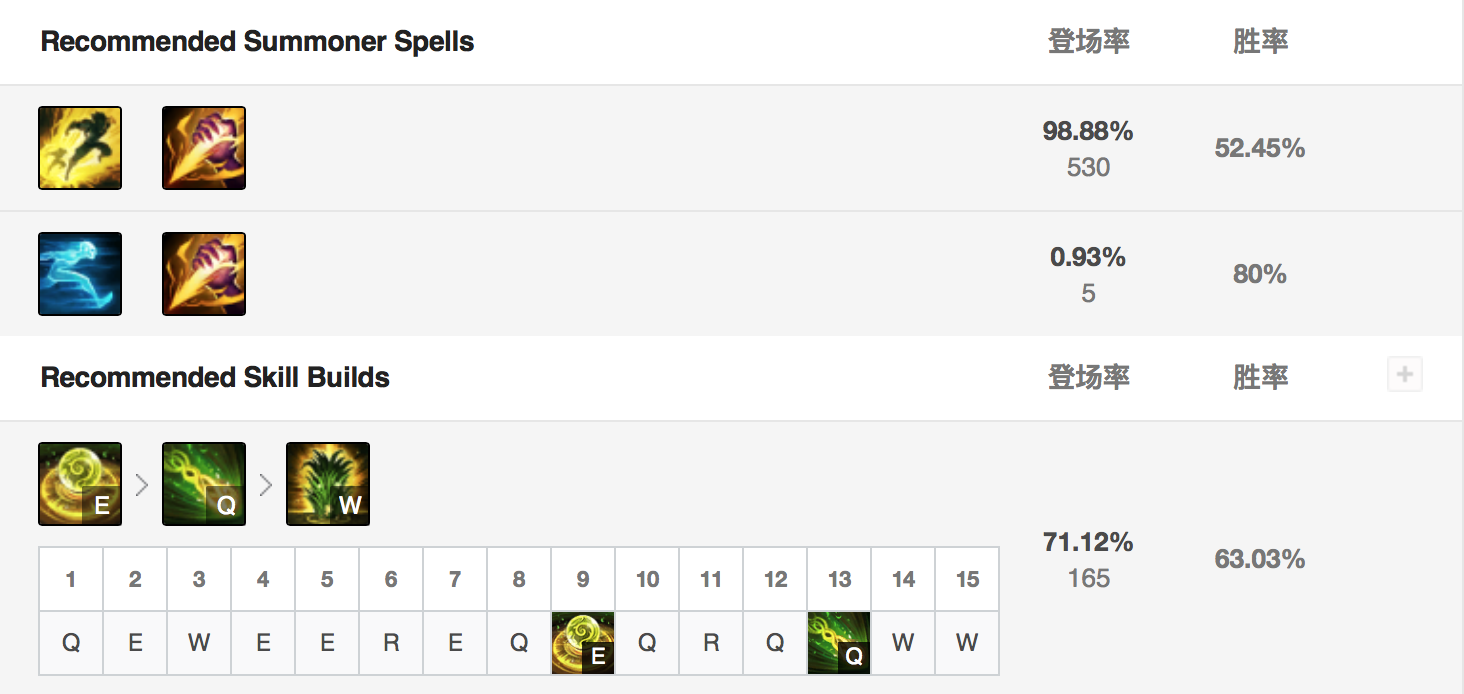 Recommended Summoner Spells 登场率 胜率
98.88%
530
52.45%
0.93%
5
80%
Recommended Skill Builds 登场率 胜率
E > Q > W
71.12%
165
63.03%
1 2 3 4 5 6 7 8 9 10 11 12 13 14 15
Q E W E E R E Q E Q R Q Q W W